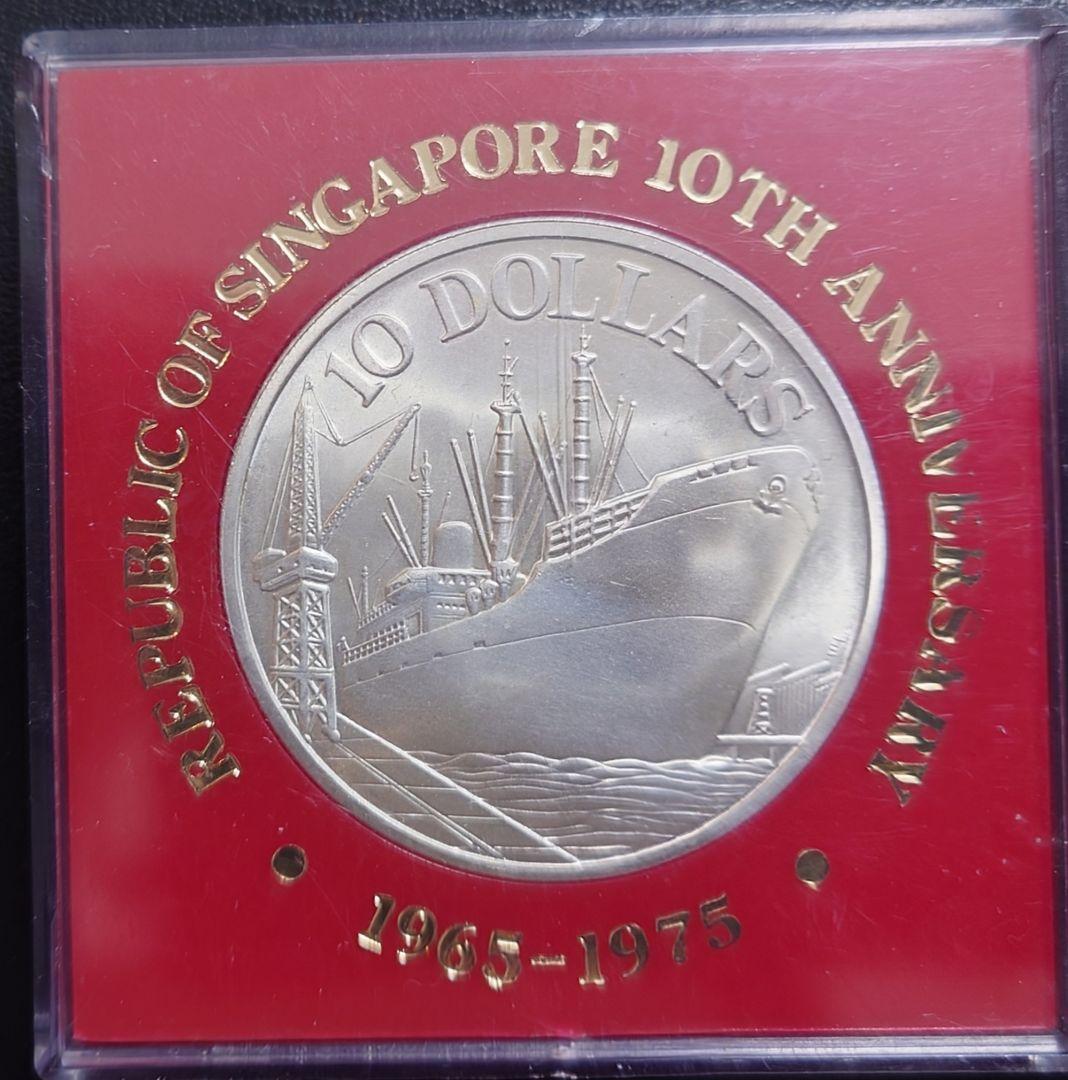 REPUBLIC OF SINGAPORE 10TH ANNIVERSARY
10 DOLLARS
1965-1975